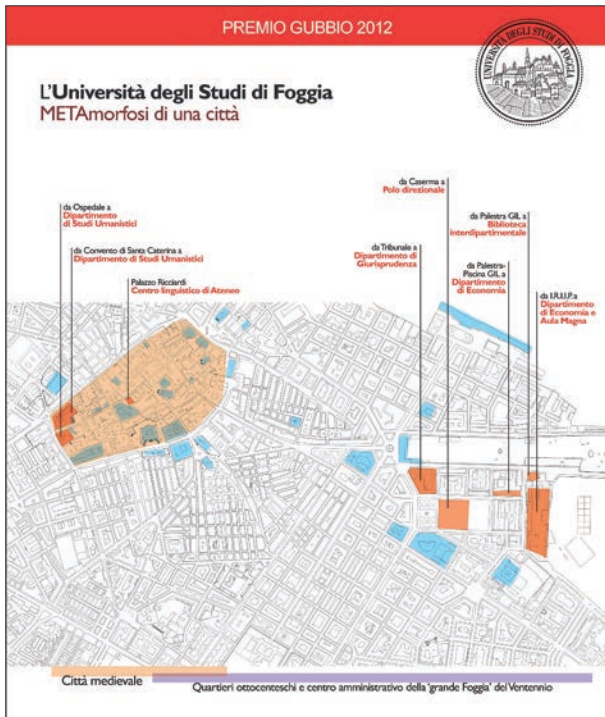 PREMIO GUBBIO 2012
UNIVERSITÀ DEGLI STUDI DI FOGGIA
L'Università degli Studi di Foggia
METAmorfosi di una città
da Ospedale a
Dipartimento
di Studi Umanistici
da Convento di Santa Caterina a
Dipartimento di Studi Umanistici
Palazzo Ricciardi
Centro linguistico di Ateneo
da Tribunale a
Dipartimento di
Giurisprudenza
da Caserma a
Polo direzionale
da Palestra GIL a
Biblioteca
interdipartimentale
da Palestra-
Piscina GIL a
Dipartimento
di Economia
da I.R.I.I.P. a
Dipartimento
di Economia e
Aula Magna
Città medievale
Quartieri ottocenteschi e centro amministrativo della 'grande Foggia' del Ventennio